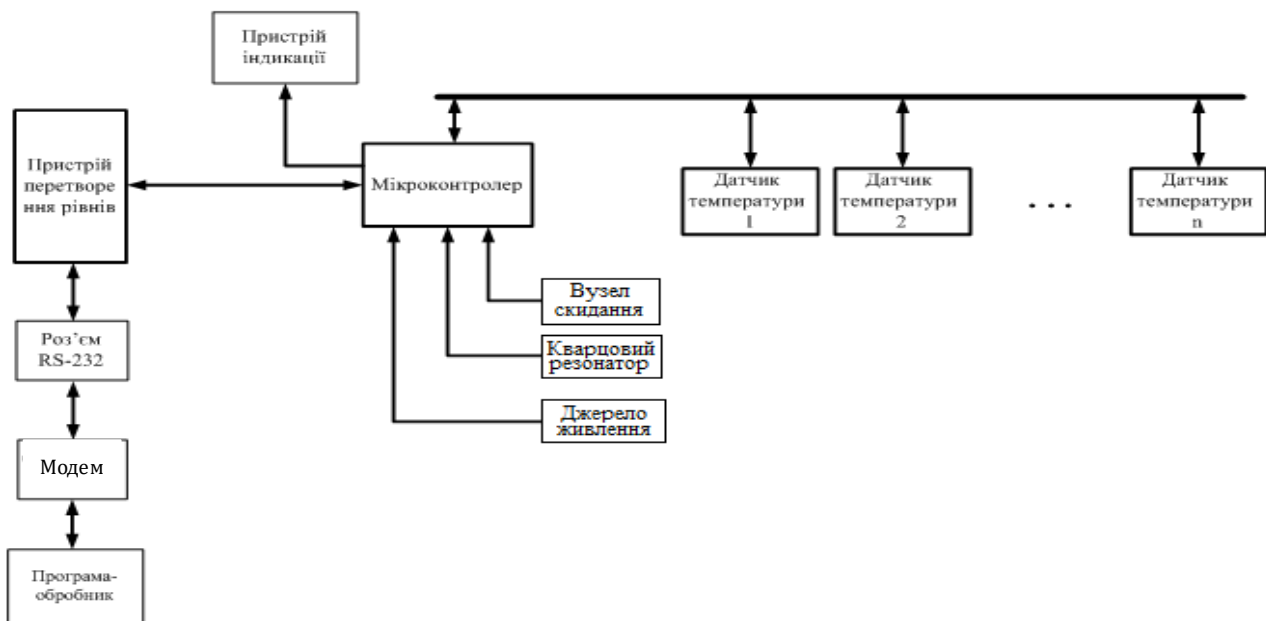 Пристрій
індикації
Пристрій
перетворе
ення рівнів
Мікроконтролер
Датчик
температури
1
Датчик
температури
2
. . .
Датчик
температури
n
Вузел
скидання
Роз’єм
RS-232
Кварцовий
резонатор
Джерело
живлення
Модем
Програма-
обробник